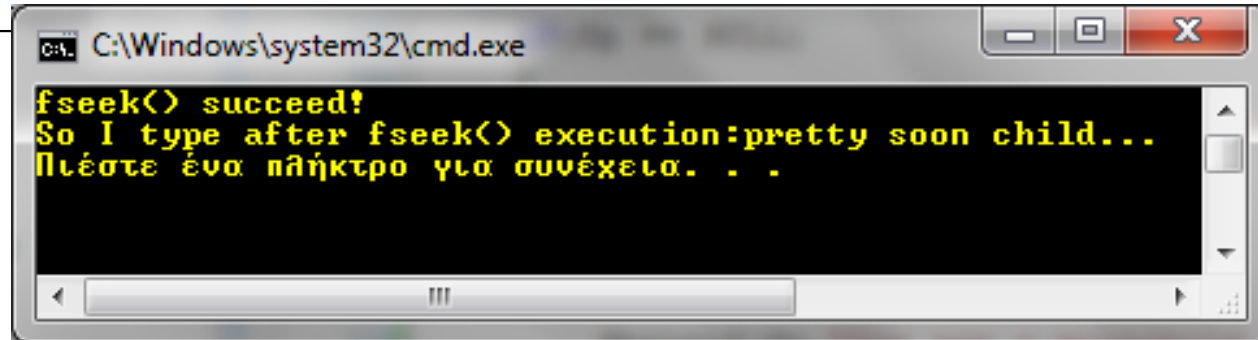 C:\Windows\system32\cmd.exe
fseek() succeed!
So I type after fseek() execution:pretty soon child...
Πιέστε ένα πλήκτρο για συνέχεια. . .